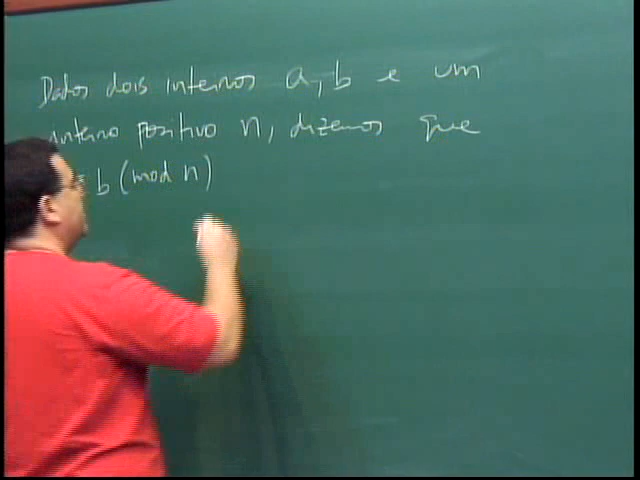 Dados dois inteiros a, b e um
inteiro positivo n, dizemos que
b (mod n)